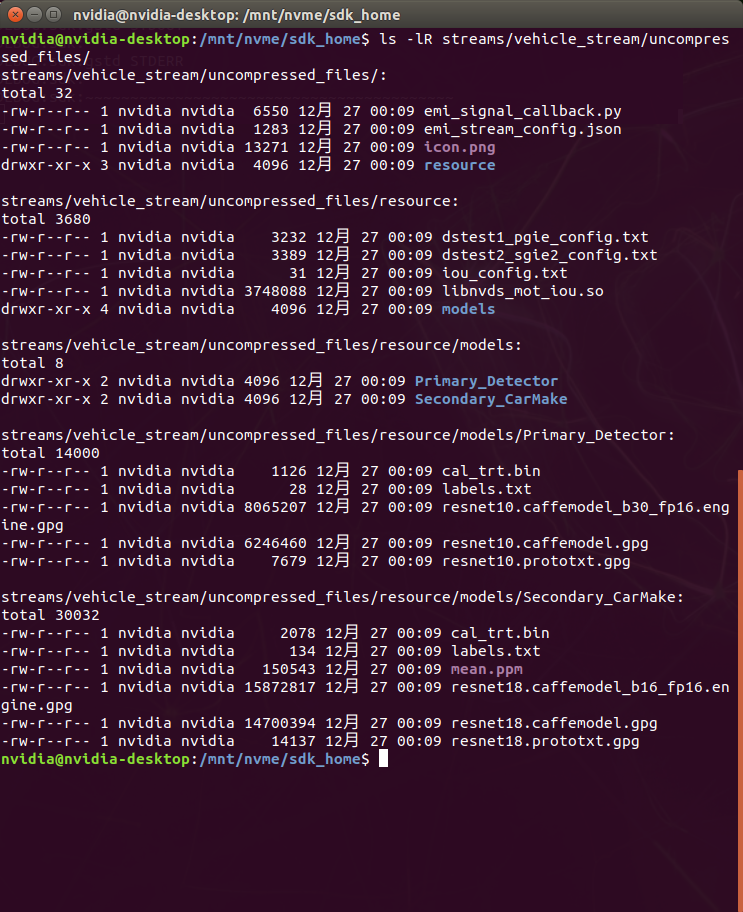 nvidia@nvidia-desktop: /mnt/nvme/sdk_home
nvidia@nvidia-desktop:/mnt/nvme/sdk_home$ ls -lR streams/vehicle_stream/uncompres
sed_files/
streams/vehicle_stream/uncompressed_files/:
total 32
-rw-r--r-- 1 nvidia nvidia  6550 12月 27 00:09 emi_signal_callback.py
-rw-r--r-- 1 nvidia nvidia  1283 12月 27 00:09 emi_stream_config.json
-rw-r--r-- 1 nvidia nvidia 13271 12月 27 00:09 icon.png
drwxr-xr-x 3 nvidia nvidia  4096 12月 27 00:09 resource
streams/vehicle_stream/uncompressed_files/resource:
total 3680
-rw-r--r-- 1 nvidia nvidia    3232 12月 27 00:09 dstest1_pgie_config.txt
-rw-r--r-- 1 nvidia nvidia    3389 12月 27 00:09 dstest2_sgie2_config.txt
-rw-r--r-- 1 nvidia nvidia      31 12月 27 00:09 iou_config.txt
-rw-r--r-- 1 nvidia nvidia 3748088 12月 27 00:09 libnvds_mot_iou.so
drwxr-xr-x 4 nvidia nvidia    4096 12月 27 00:09 models
streams/vehicle_stream/uncompressed_files/resource/models:
total 8
drwxr-xr-x 2 nvidia nvidia 4096 12月 27 00:09 Primary_Detector
drwxr-xr-x 2 nvidia nvidia 4096 12月 27 00:09 Secondary_CarMake
streams/vehicle_stream/uncompressed_files/resource/models/Primary_Detector:
total 14000
-rw-r--r-- 1 nvidia nvidia    1126 12月 27 00:09 cal_trt.bin
-rw-r--r-- 1 nvidia nvidia      28 12月 27 00:09 labels.txt
-rw-r--r-- 1 nvidia nvidia 8065207 12月 27 00:09 resnet10.caffemodel_b30_fp16.eng
ine.gpg
-rw-r--r-- 1 nvidia nvidia 6246460 12月 27 00:09 resnet10.caffemodel.gpg
-rw-r--r-- 1 nvidia nvidia    7679 12月 27 00:09 resnet10.prototxt.gpg
streams/vehicle_stream/uncompressed_files/resource/models/Secondary_CarMake:
total 30032
-rw-r--r-- 1 nvidia nvidia     2078 12月 27 00:09 cal_trt.bin
-rw-r--r-- 1 nvidia nvidia      134 12月 27 00:09 labels.txt
-rw-r--r-- 1 nvidia nvidia   150543 12月 27 00:09 mean.ppm
-rw-r--r-- 1 nvidia nvidia 15872817 12月 27 00:09 resnet18.caffemodel_b16_fp16.en
gine.gpg
-rw-r--r-- 1 nvidia nvidia 14700394 12月 27 00:09 resnet18.caffemodel.gpg
-rw-r--r-- 1 nvidia nvidia    14137 12月 27 00:09 resnet18.prototxt.gpg
nvidia@nvidia-desktop:/mnt/nvme/sdk_home$